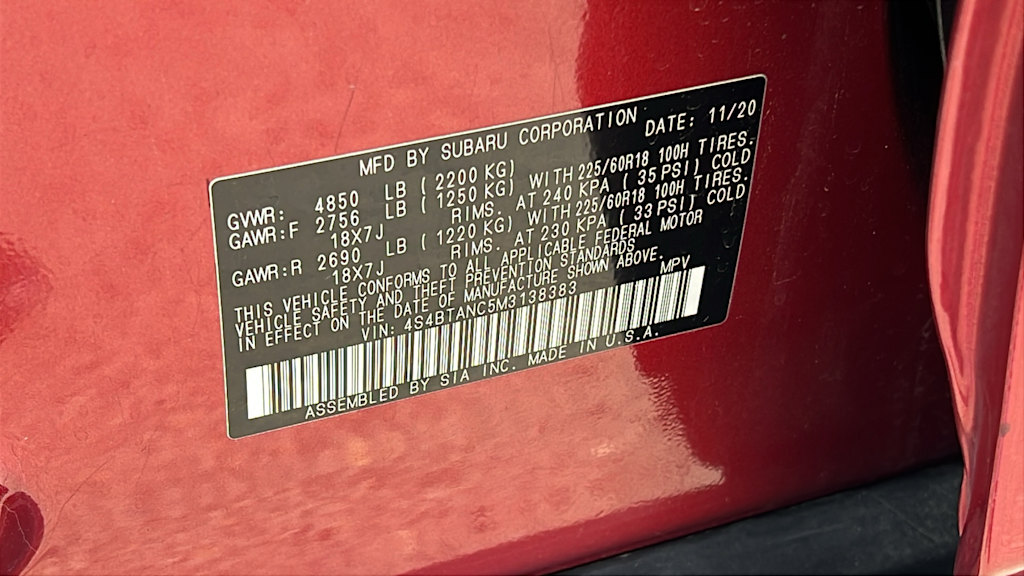 MFD BY SUBARU CORPORATION
DATE: 11/20
GVWR: 4850 LB ( 2200 KG)
GAWR:F 2756 LB ( 1250 KG) WITH 225/60R18 100H TIRES.
18X7J RIMS. AT 240 KPA ( 35 PSI) COLD
GAWR:R 2690 LB ( 1220 KG) WITH 225/60R18 100H TIRES.
18X7J RIMS. AT 230 KPA ( 33 PSI) COLD
THIS VEHICLE CONFORMS TO ALL APPLICABLE FEDERAL MOTOR
VEHICLE SAFETY AND THEFT PREVENTION STANDARDS
IN EFFECT ON THE DATE OF MANUFACTURE SHOWN ABOVE.
VIN: 4S4BTANC5M3138383 MPV
ASSEMBLED BY SIA INC. MADE IN U.S.A.